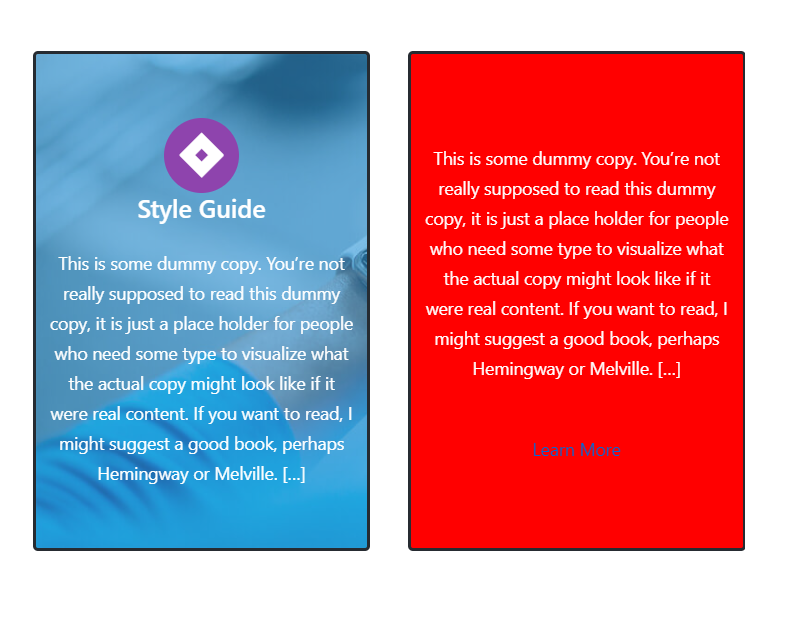 Style Guide
This is some dummy copy. You’re not
really supposed to read this dummy
copy, it is just a place holder for people
who need some type to visualize what
the actual copy might look like if it
were real content. If you want to read, I
might suggest a good book, perhaps
Hemingway or Melville. [...]
This is some dummy copy. You’re not
really supposed to read this dummy
copy, it is just a place holder for people
who need some type to visualize what
the actual copy might look like if it
were real content. If you want to read, I
might suggest a good book, perhaps
Hemingway or Melville. [...]
Learn More